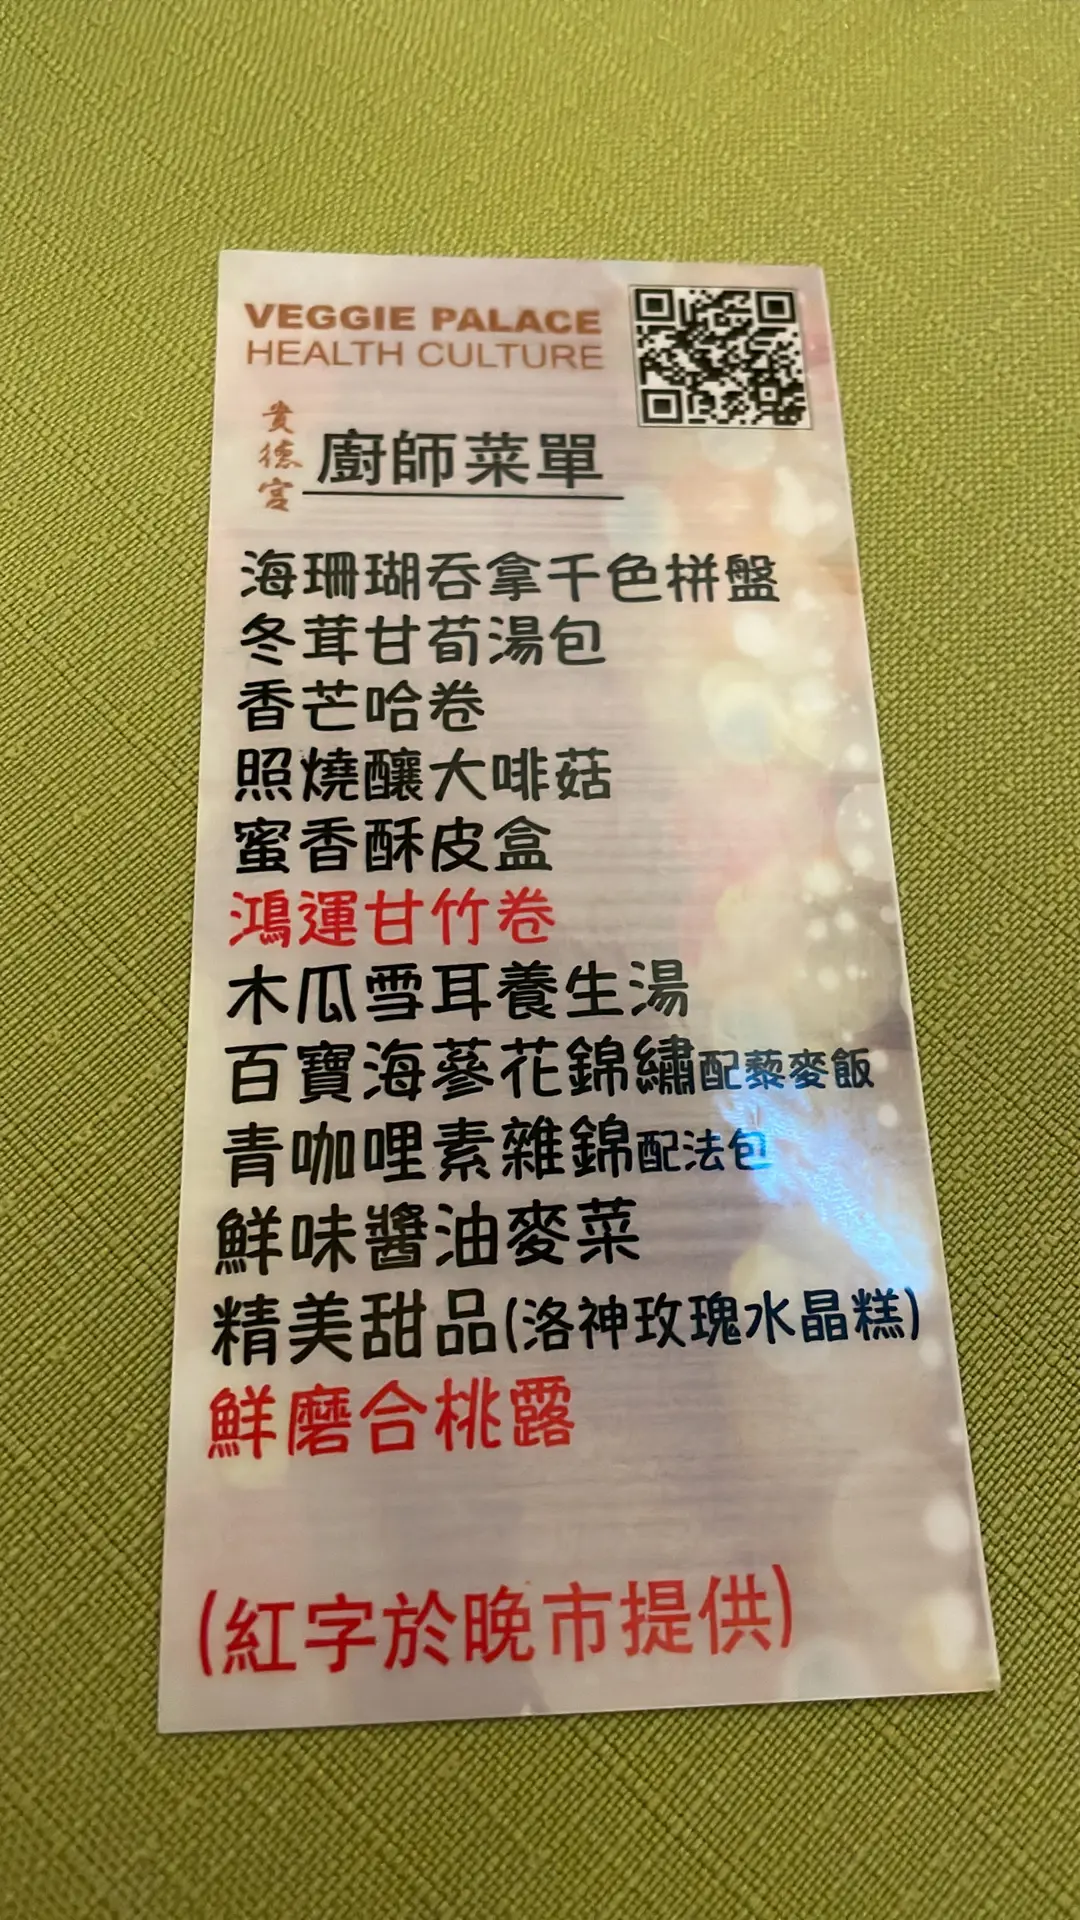 VEGGIE PALACE
HEALTH CULTURE
貴德宮
廚師菜單
海珊瑚吞拿千色拼盤
冬茸甘荀湯包
香芒哈卷
照燒釀大啡菇
蜜香酥皮盒
鴻運甘竹卷
木瓜雪耳養生湯
百寶海蔘花錦繡配藜麥飯
青咖哩素雜錦配法包
鮮味醬油麥菜
精美甜品(洛神玫瑰水晶糕)
鮮磨合桃露
(紅字於晚市提供)